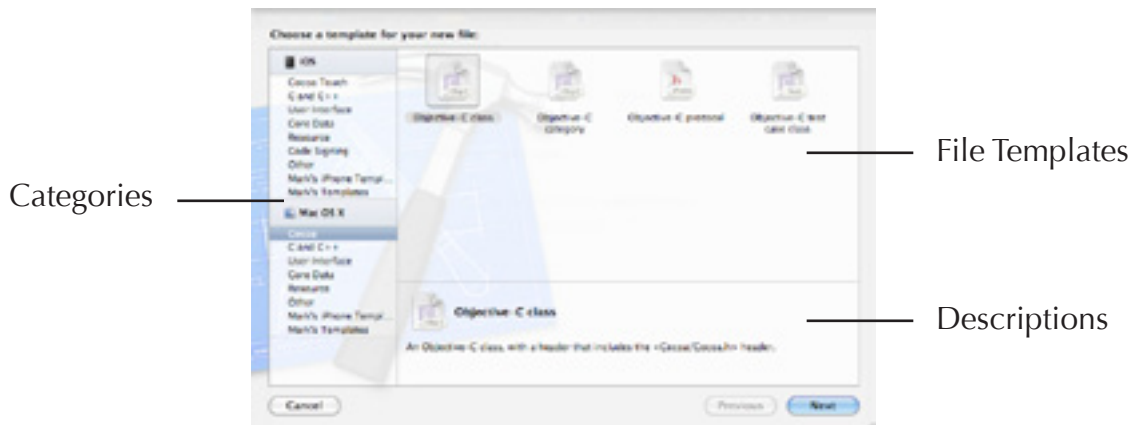 Choose a template for your new file:
iOS
Cocoa Touch
C and C++
User Interface
Core Data
Resource
Code Signing
Other
Mark's iPhone Templ...
Mark's Templates
Mac OS X
Cocoa
C and C++
User Interface
Core Data
Resource
Other
Mark's iPhone Templ...
Mark's Templates
Objective-C class
Objective-C
category
Objective-C protocol
Objective-C test
case class
Objective-C class
An Objective-C class, with a header that includes the <Cocoa/Cocoa.h> header.
Cancel
Previous
Next
Categories
File Templates
Descriptions